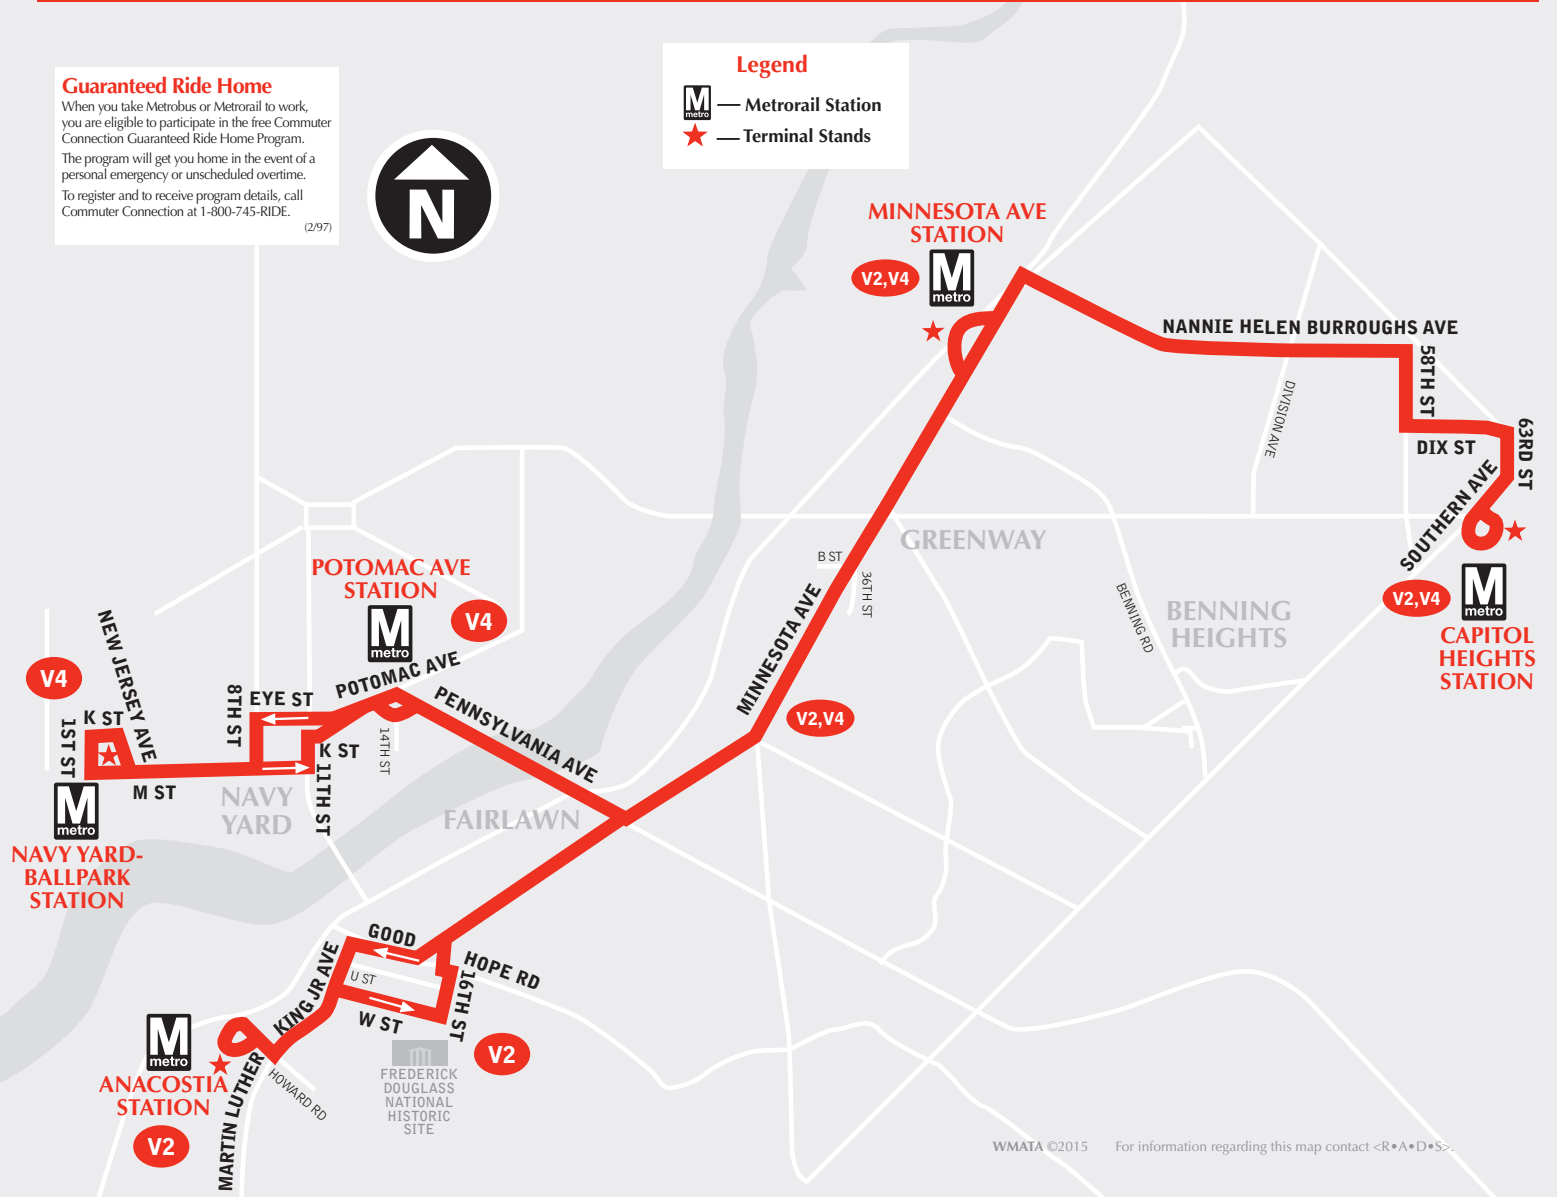 Guaranteed Ride Home
When you take Metrobus or Metrorail to work,
you are eligible to participate in the free Commuter
Connection Guaranteed Ride Home Program.
The program will get you home in the event of a
personal emergency or unscheduled overtime.
To register and to receive program details, call
Commuter Connection at 1-800-745-RIDE.
(2/97)
N
Legend
M
metro
— Metrorail Station
— Terminal Stands
MINNESOTA AVE
STATION
V2,V4
M
metro
NANNIE HELEN BURROUGHS AVE
58TH ST
DIVISION AVE
DIX ST
63RD ST
SOUTHERN AVE
V2,V4
M
metro
CAPITOL
HEIGHTS
STATION
GREENWAY
B ST
36TH ST
BENNING RD
BENNING
HEIGHTS
MINNESOTA AVE
V2,V4
POTOMAC AVE
STATION
M
metro
V4
POTOMAC AVE
PENNSYLVANIA AVE
NEW JERSEY AVE
V4
8TH ST
EYE ST
K ST
1ST ST
K ST
14TH ST
11TH ST
M ST
M
metro
NAVY YARD-
BALLPARK
STATION
NAVY
YARD
FAIRLAWN
GOOD
HOPE RD
U ST
16TH ST
W ST
KING JR AVE
V2
M
metro
ANACOSTIA
STATION
V2
MARTIN LUTHER
HOWARD RD
FREDERICK
DOUGLASS
NATIONAL
HISTORIC
SITE
WMATA ©2015 For information regarding this map contact <R•A•D•S>.